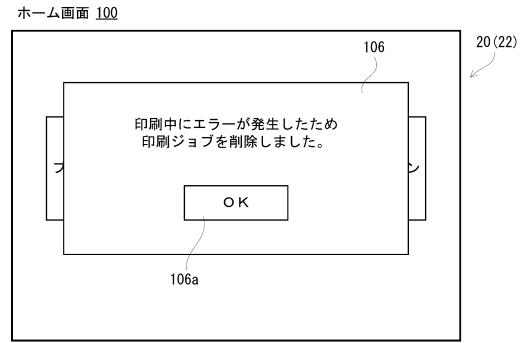 ホーム画面 100
20(22)
106
印刷中にエラーが発生したため
印刷ジョブを削除しました。
ン
OK
106a